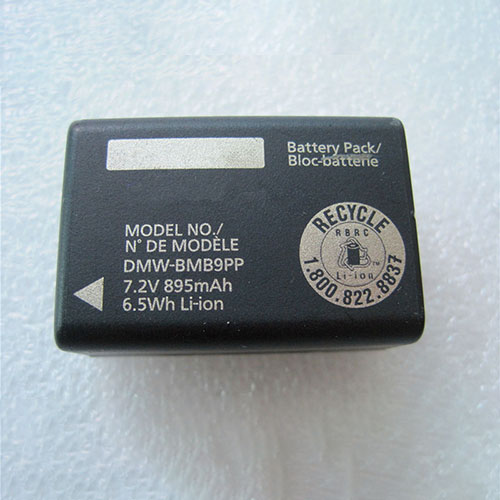 Battery Pack/
Bloc-batterie
MODEL NO./
N° DE MODÈLE
DMW-BMB9PP
7.2V 895mAh
6.5Wh Li-ion
RECYCLE
RBRC
TM
Li-ion
1.800.822.8837